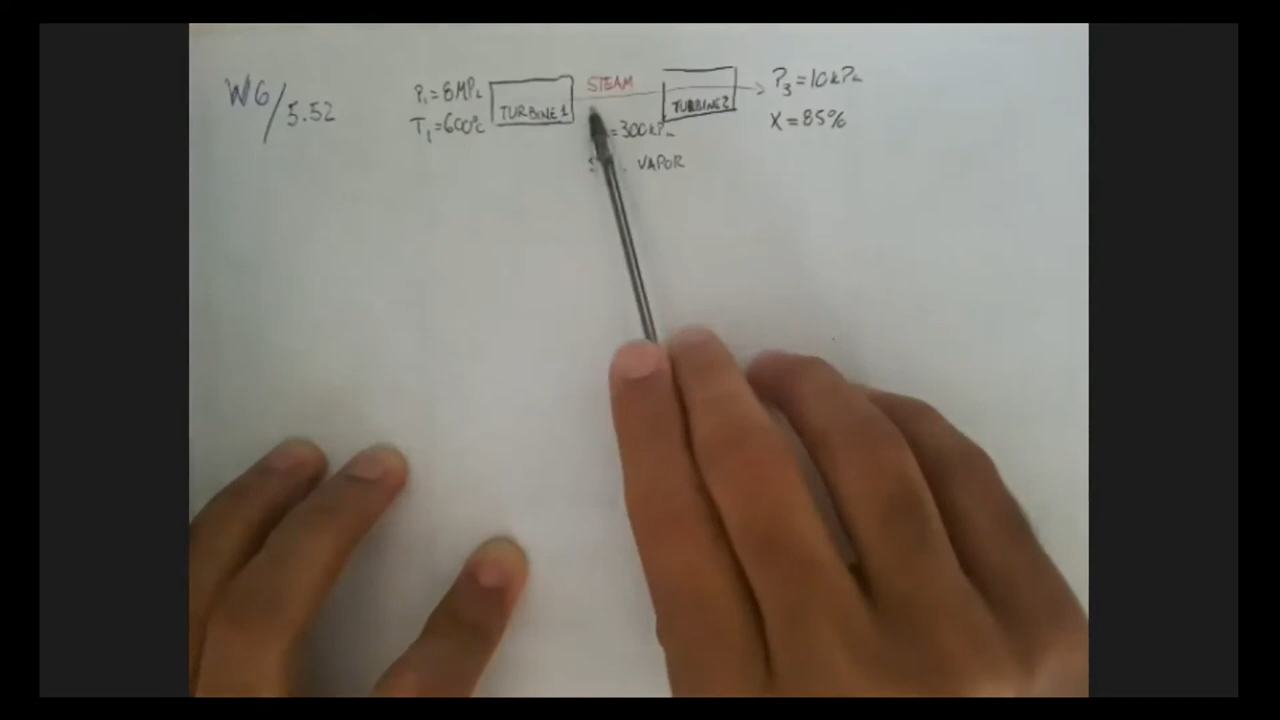 W6/5.52
P₁=8MPa
T₁=600°C
TURBINE 1
STEAM
=300kPa
VAPOR
TURBINE 2
P₃=10kPa
X=85%